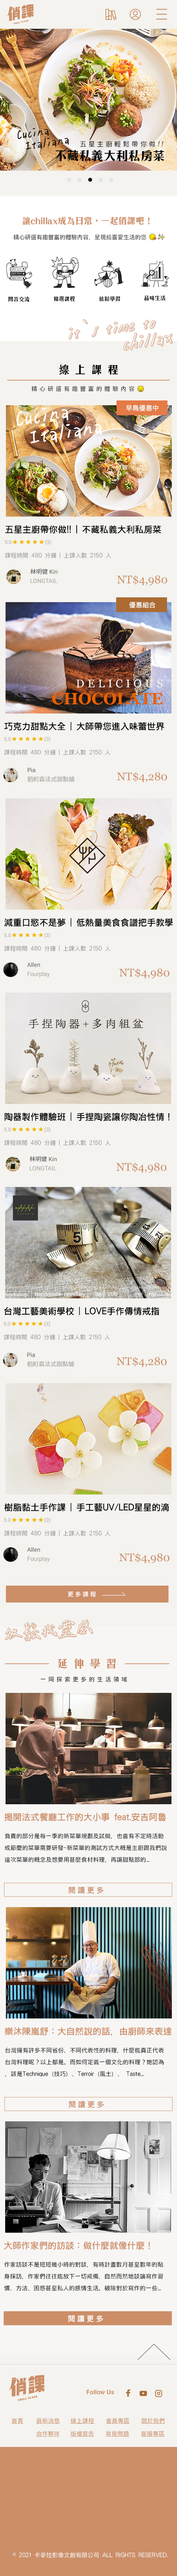 俏課
Cucina
Italiana
五星主廚輕鬆帶你做!!
不藏私義大利私房菜
讓chillax成為日常，一起俏課吧！
精心研選有趣豐富的體驗內容，呈現給喜愛生活的您
問答交流
精選課程
依貼學習
品味生活
it's time to
chillax
線上課程
精心研選有趣豐富的體驗內容
早鳥優惠中
Cucina
Italiana
五星主廚帶你做!! | 不藏私義大利私房菜
5.0 ★★★★★(3)
課程時間 480 分鐘 | 上課人數 2150 人
林明健 Kin
LONGTAIL
NT$4,980
優惠組合
DELICIOUS
CHOCOLATE
巧克力甜點大全 | 大師帶您進入味蕾世界
5.0 ★★★★★(3)
課程時間 480 分鐘 | 上課人數 2150 人
Pia
稻町森法式甜點舖
NT$4,280
減重口慾不是夢 | 低熱量美食食譜把手教學
5.0 ★★★★★(3)
課程時間 480 分鐘 | 上課人數 2150 人
Allen
Fourplay
NT$4,980
手捏陶器+多肉組盆
陶器製作體驗班 | 手捏陶瓷讓你陶冶性情！
5.0 ★★★★★(3)
課程時間 480 分鐘 | 上課人數 2150 人
林明健 Kin
LONGTAIL
NT$4,980
台灣工藝美術學校 | LOVE手作傳情戒指
5.0 ★★★★★(3)
課程時間 480 分鐘 | 上課人數 2150 人
Pia
稻町森法式甜點舖
NT$4,280
樹脂黏土手作課 | 手工藝UV/LED星星的滴
5.0 ★★★★★(3)
課程時間 480 分鐘 | 上課人數 2150 人
Allen
Fourplay
NT$4,980
更多課程
延伸學習
一同探索更多的生活領域
揭開法式餐廳工作的大小事 feat.安古阿魯
負責的部分是每一季的新菜單規劃及試做，也會有不定時活動
或節慶的菜單需要研發-新菜單的測試方式大概是主廚跟我們說
這次菜單的概念及想要用甚麼食材料理，再讓甜點部的...
閱讀更多
樂沐陳嵐舒：大自然說的話，由廚師來表達
台灣擁有許多不同省份、不同代表性的料理，什麼低真正代表
台灣料理呢？以上都是。而如何定義一個文化的料理？她認為
，該是Technique（技巧）、Terroir（風土）、 Taste...
閱讀更多
大師作家們的訪談：做什麼就像什麼！
作家訪談不是短短幾小時的對談，有時計畫數月甚至數年的貼
身採訪，作家們往往能放下一切戒備，自然而然地談論寫作習
慣、方法、困惑甚至私人的感情生活，破除對於寫作的一些...
閱讀更多
俏課
Follow Us
首頁
最新消息
線上課程
會員專區
關於我們
合作夥伴
版權宣告
常見問題
客服專區
© 2021 卡麥拉影像文創有限公司 ALL RIGHTS RESERVED.